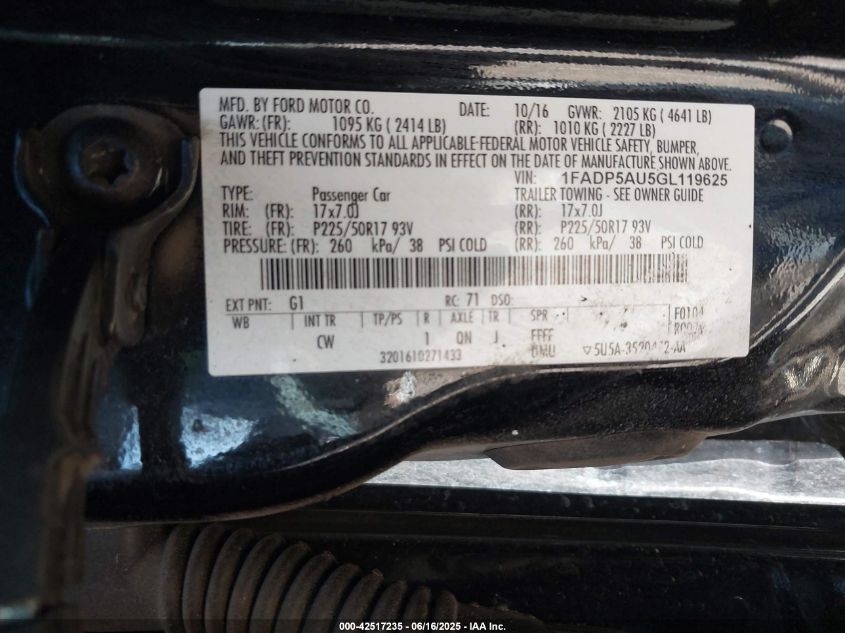 MFD. BY FORD MOTOR CO. DATE: 10/16 GVWR: 2105 KG ( 4641 LB)
GAWR:(FR): 1095 KG ( 2414 LB) (RR): 1010 KG ( 2227 LB)
THIS VEHICLE CONFORMS TO ALL APPLICABLE FEDERAL MOTOR VEHICLE SAFETY, BUMPER,
AND THEFT PREVENTION STANDARDS IN EFFECT ON THE DATE OF MANUFACTURE SHOWN ABOVE.
VIN: 1FADP5AU5GL119625
TYPE: Passenger Car TRAILER TOWING - SEE OWNER GUIDE
RIM: (FR): 17x7.0J (RR): 17x7.0J
TIRE: (FR): P225/50R17 93V (RR): P225/50R17 93V
PRESSURE: (FR): 260 kPa/ 38 PSI COLD (RR): 260 kPa/ 38 PSI COLD
EXT PNT: G1 RC: 71 DSO:
WB INT TR TP/PS R AXLE TR SPR F0104
CW 1 QN J FFFF
3201610271433
000-42517235 - 06/16/2025 - IAA Inc.